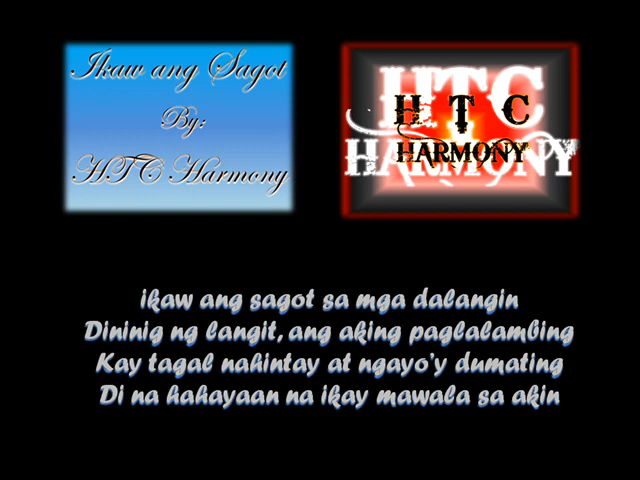 Ikaw ang Sagot
By:
HTC Harmony
HTC
HARMONY
H T C
HARMONY
ikaw ang sagot sa mga dalangin
Dininig ng langit, ang aking paglalambing
Kay tagal nahintay at ngayo'y dumating
Di na hahayaan na ikay mawala sa akin